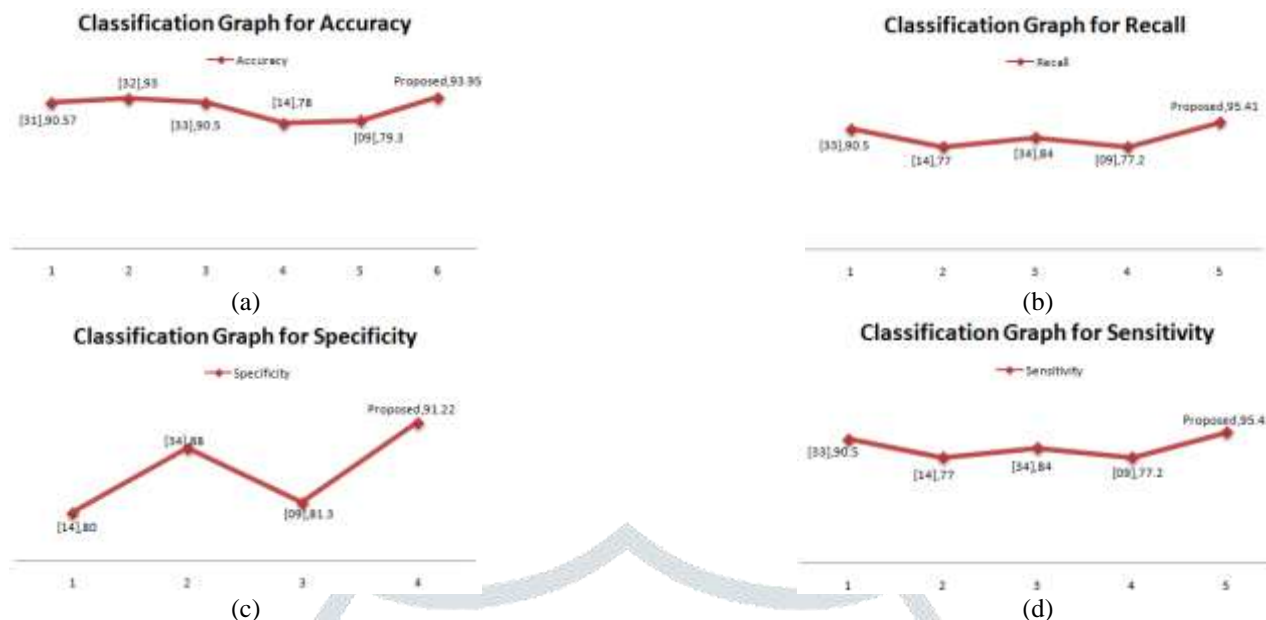 Classification Graph for Accuracy
Accuracy
[31],90.57
[32],93
[33],90.5
[14],78
[09],79.3
Proposed,93.95
1 2 3 4 5 6
(a)
Classification Graph for Recall
Recall
[33],90.5
[14],77
[34],84
[09],77.2
Proposed,95.41
1 2 3 4 5
(b)
Classification Graph for Specificity
Specificity
[14],80
[34],88
[09],81.3
Proposed,91.22
1 2 3 4
(c)
Classification Graph for Sensitivity
Sensitivity
[33],90.5
[14],77
[34],84
[09],77.2
Proposed,95.4
1 2 3 4 5
(d)